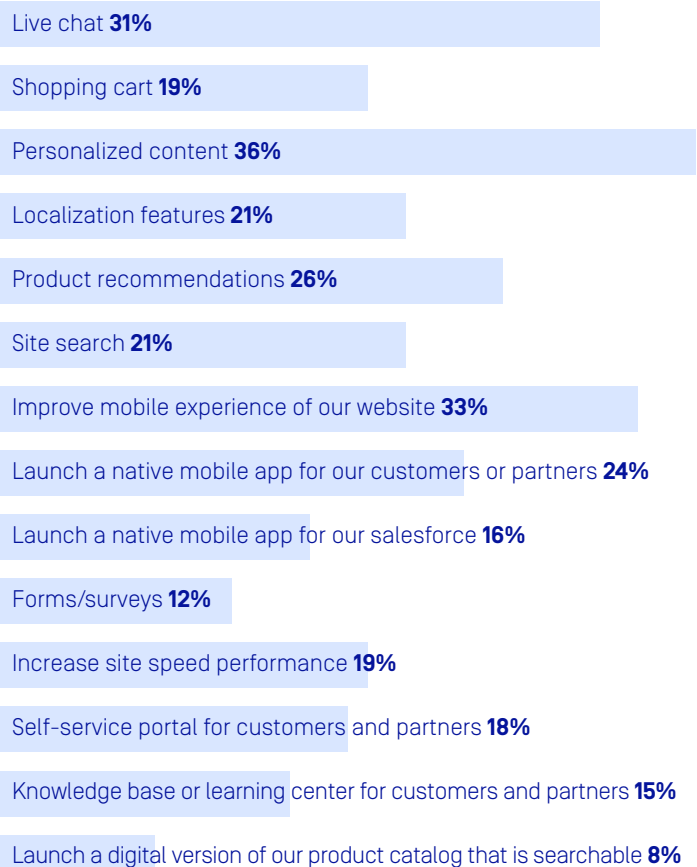 Live chat 31%
Shopping cart 19%
Personalized content 36%
Localization features 21%
Product recommendations 26%
Site search 21%
Improve mobile experience of our website 33%
Launch a native mobile app for our customers or partners 24%
Launch a native mobile app for our salesforce 16%
Forms/surveys 12%
Increase site speed performance 19%
Self-service portal for customers and partners 18%
Knowledge base or learning center for customers and partners 15%
Launch a digital version of our product catalog that is searchable 8%